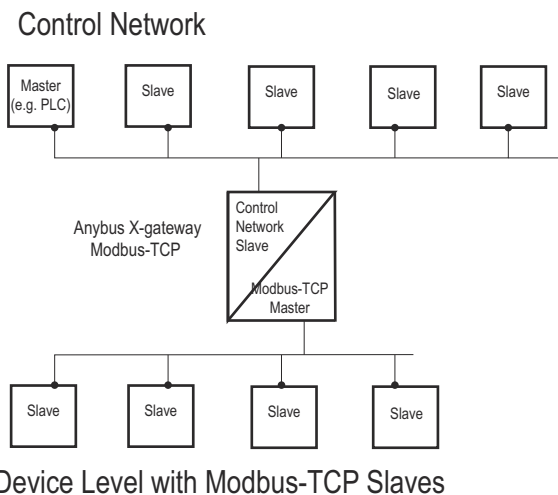 Control Network
Master
(e.g. PLC)
Slave
Slave
Slave
Slave
Anybus X-gateway
Modbus-TCP
Control
Network
Slave
Modbus-TCP
Master
Slave
Slave
Slave
Slave
Device Level with Modbus-TCP Slaves